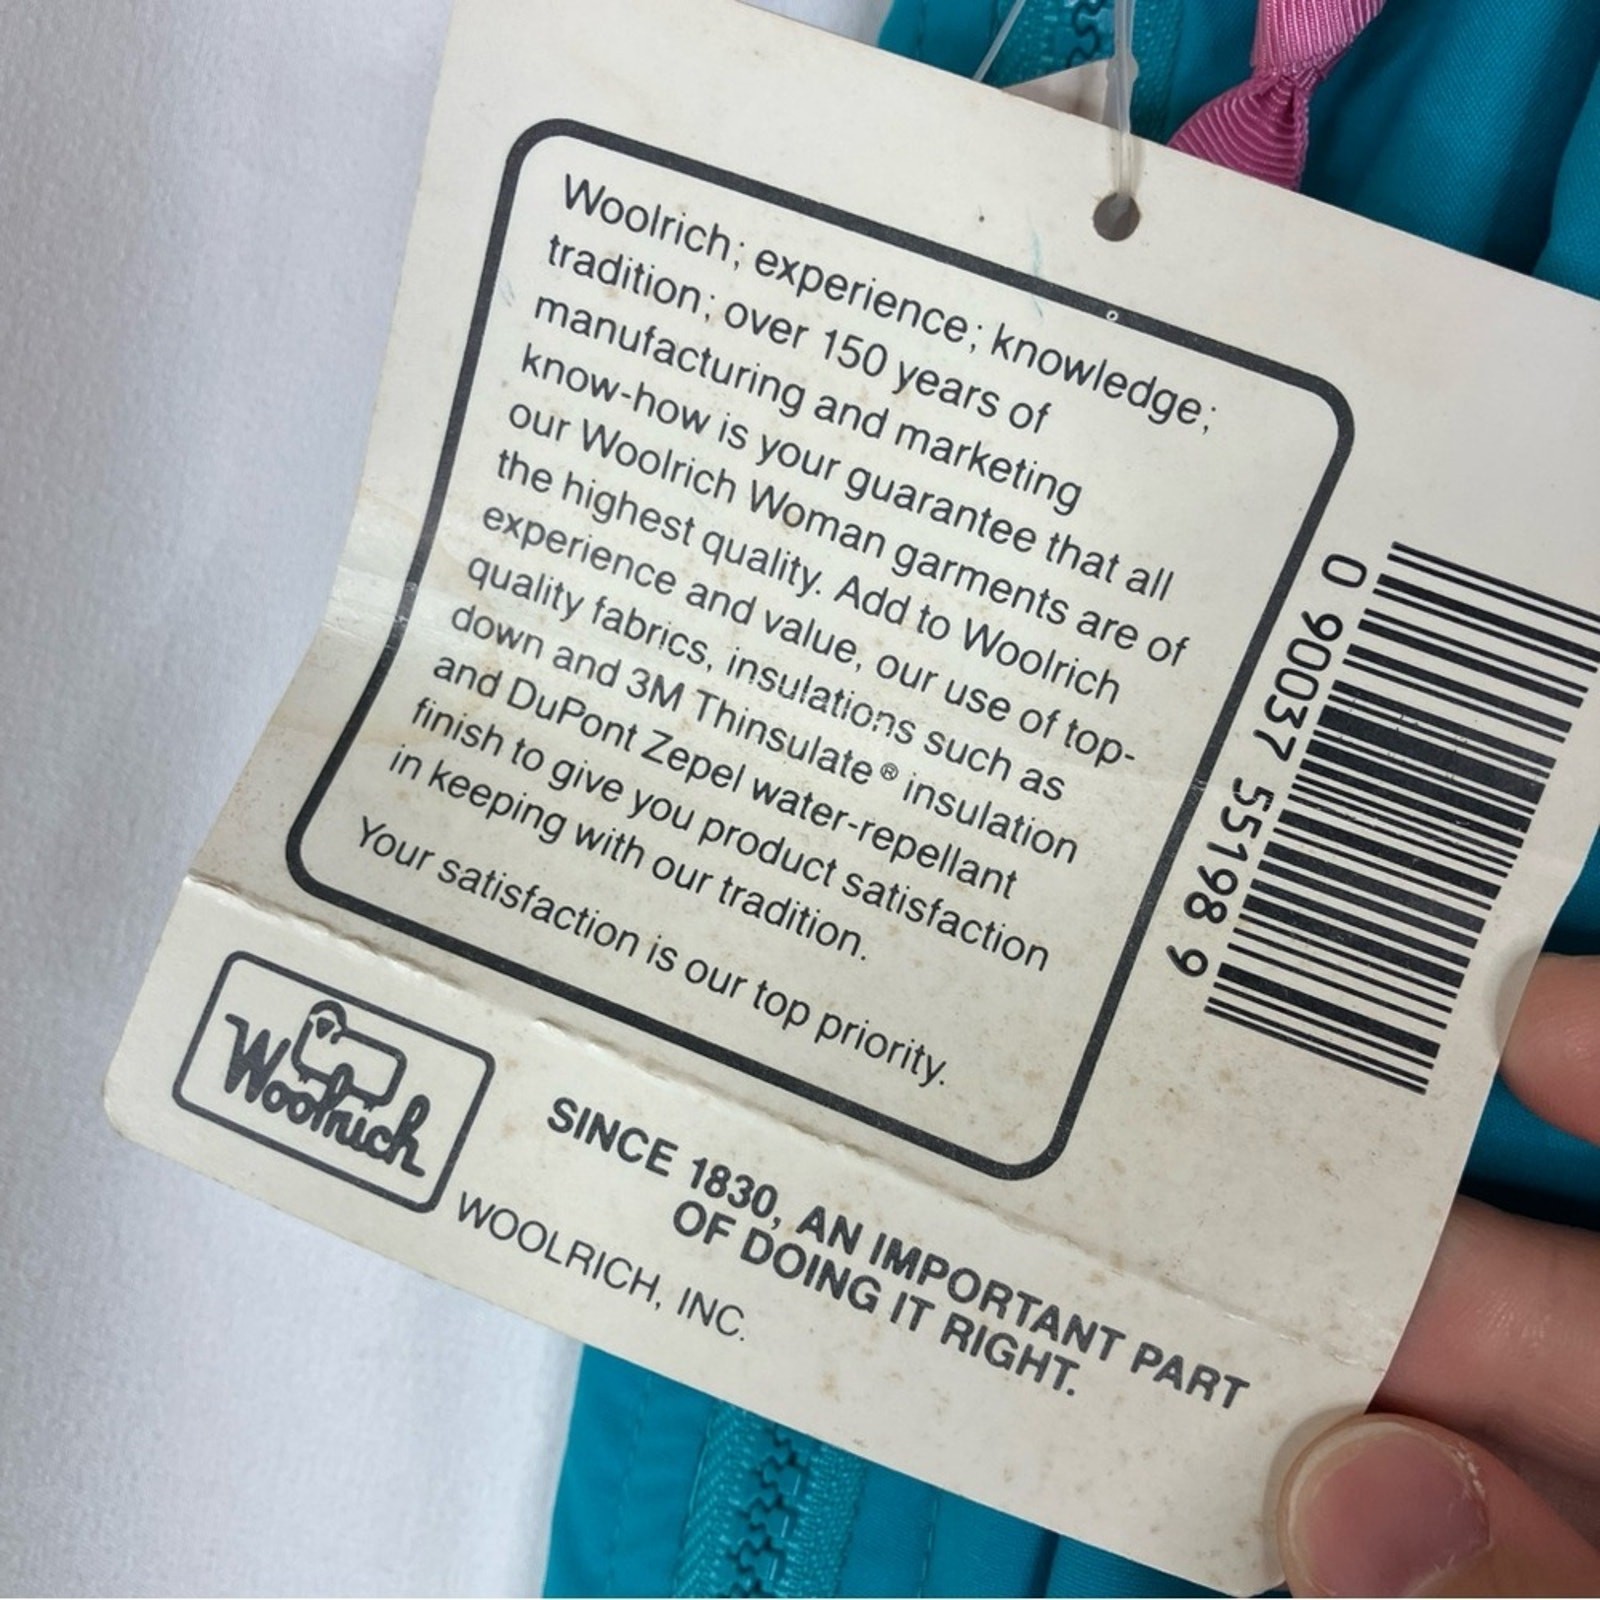 Woolrich; experience; knowledge;
tradition; over 150 years of
manufacturing and marketing
know-how is your guarantee that all
our Woolrich Woman garments are of
the highest quality. Add to Woolrich
experience and value, our use of top-
quality fabrics, insulations such as
down and 3M Thinsulate® insulation
and DuPont Zepel water-repellant
finish to give you product satisfaction
in keeping with our tradition.
Your satisfaction is our top priority.
0 90037 55198 9
Woolrich
SINCE 1830, AN IMPORTANT PART
OF DOING IT RIGHT.
WOOLRICH, INC.